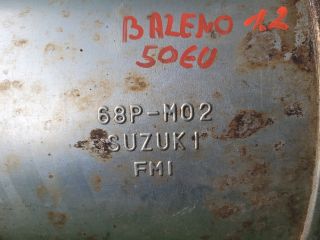 BALENO 1.2
50EU
68P-M02
SUZUKI
FMI